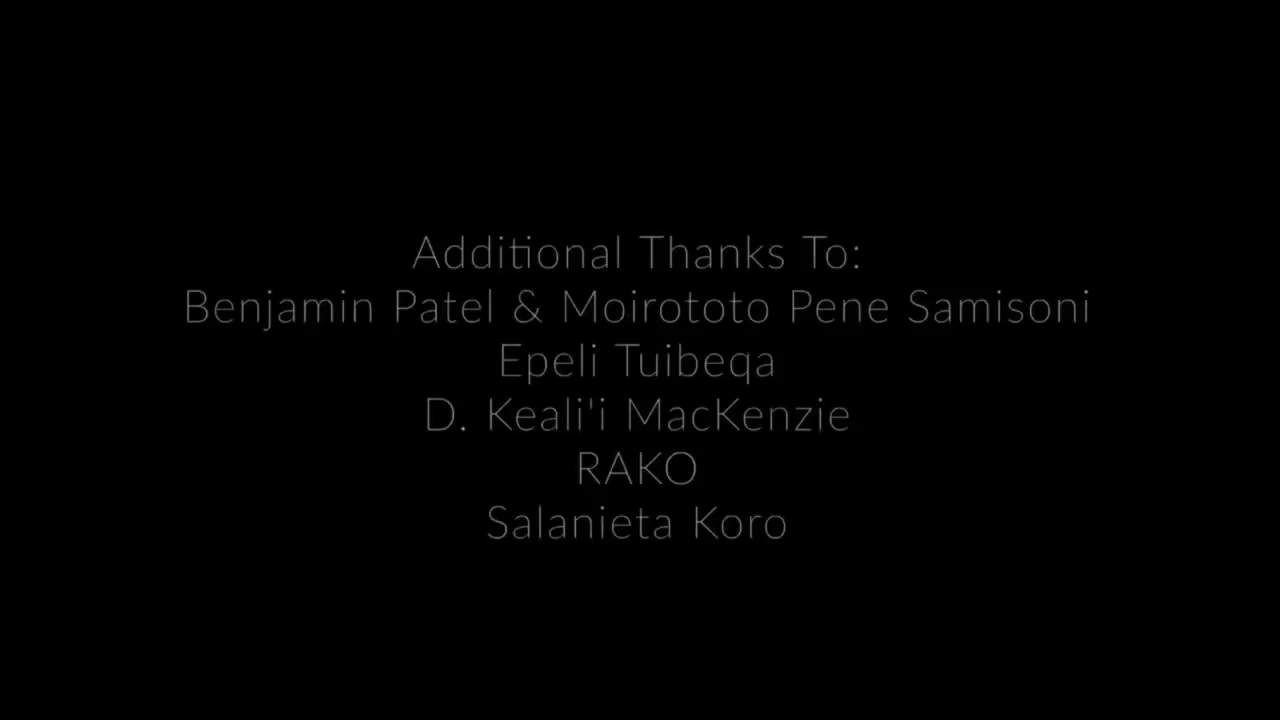 Additional Thanks To:
Benjamin Patel & Moirototo Pene Samisoni
Epeli Tuibeqa
D. Keali'i MacKenzie
RAKO
Salanieta Koro